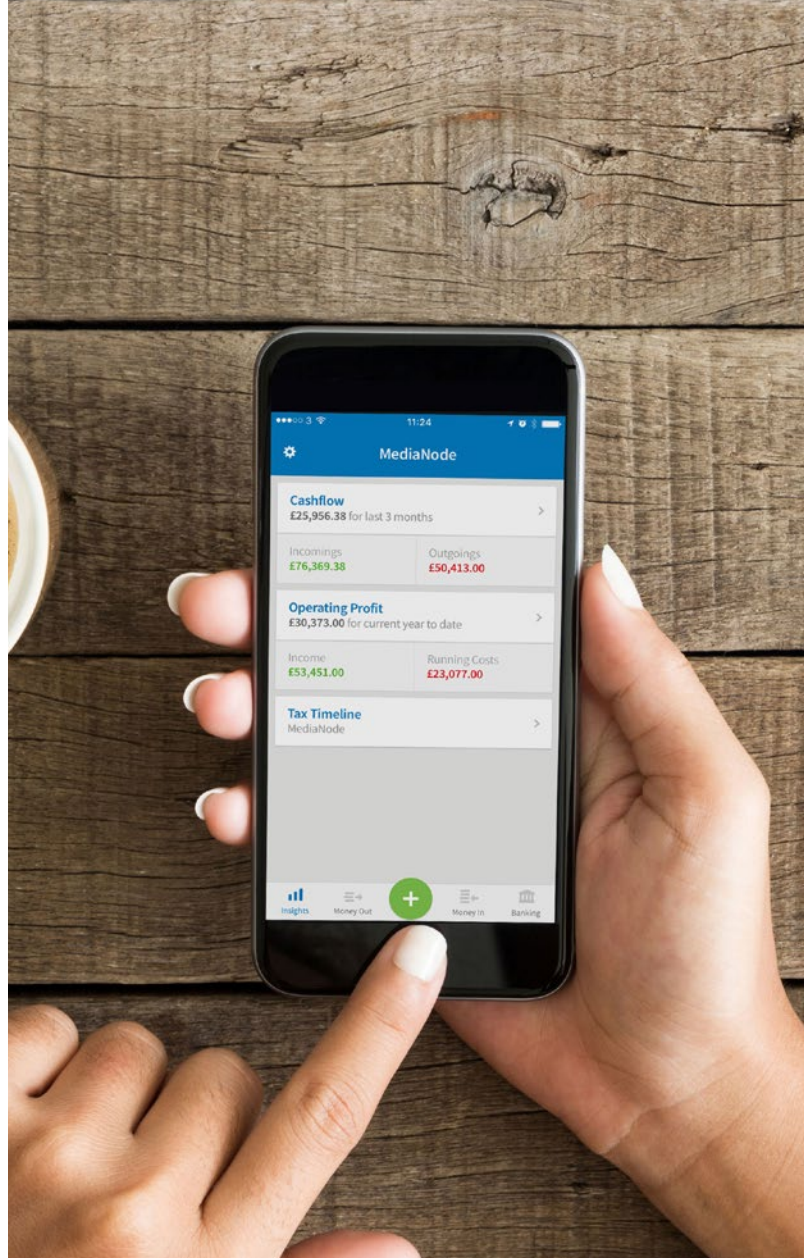 3 11:24
MediaNode
Cashflow
£25,956.38 for last 3 months
Incomings Outgoings
£76,369.38 £50,413.00
Operating Profit
£30,373.00 for current year to date
Income Running Costs
£53,451.00 £23,077.00
Tax Timeline
MediaNode
Insights Money Out + Money In Banking